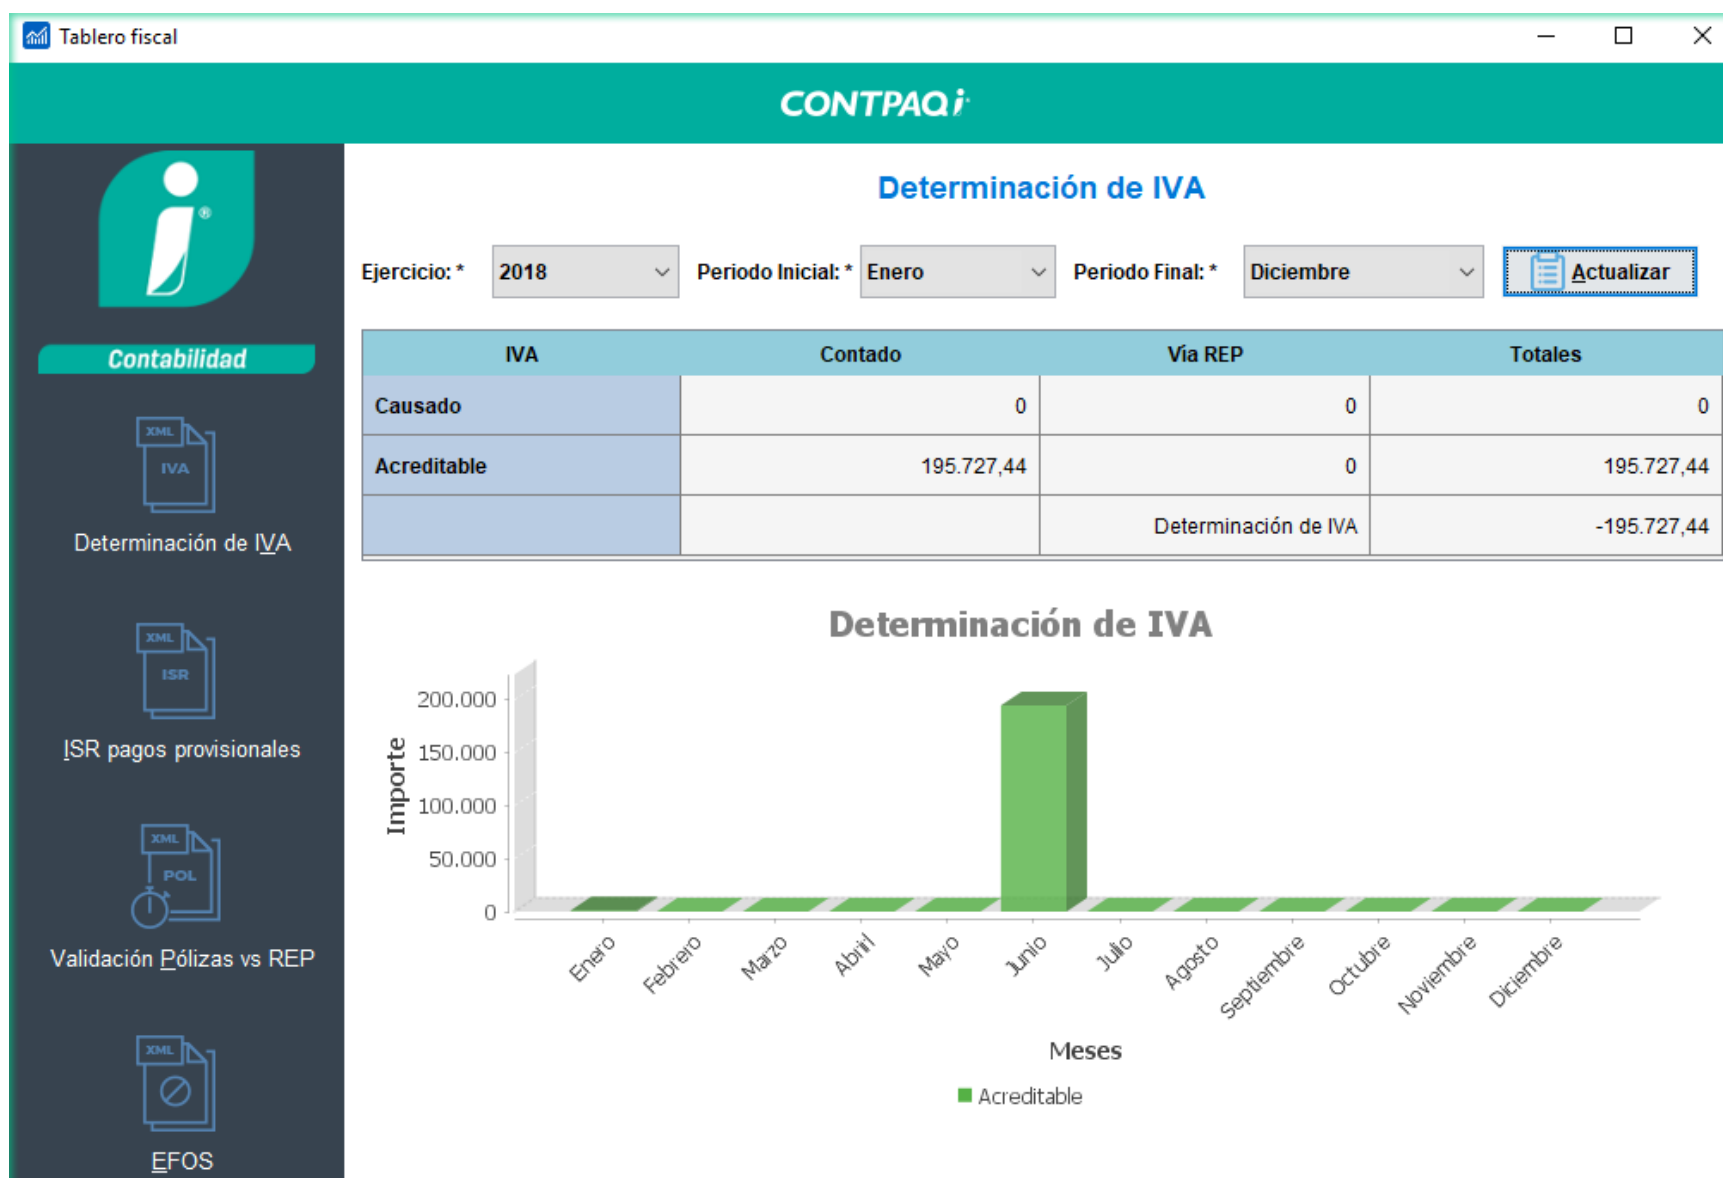 Tablero fiscal
CONTPAQi
Determinación de IVA
Ejercicio: * 2018 Periodo Inicial: * Enero Periodo Final: * Diciembre Actualizar
Contabilidad
IVA Contado Vía REP Totales
Causado 0 0 0
Acreditable 195.727,44 0 195.727,44
Determinación de IVA -195.727,44
XML
IVA
Determinación de IVA
XML
ISR
ISR pagos provisionales
XML
POL
Validación Pólizas vs REP
XML
EFOS
Determinación de IVA
Importe
200.000
150.000
100.000
50.000
0
Enero Febrero Marzo Abriril Mayo Junio Julio Agosto Septiembre Octubre Noviembre Diciembre
Meses
Acreditable